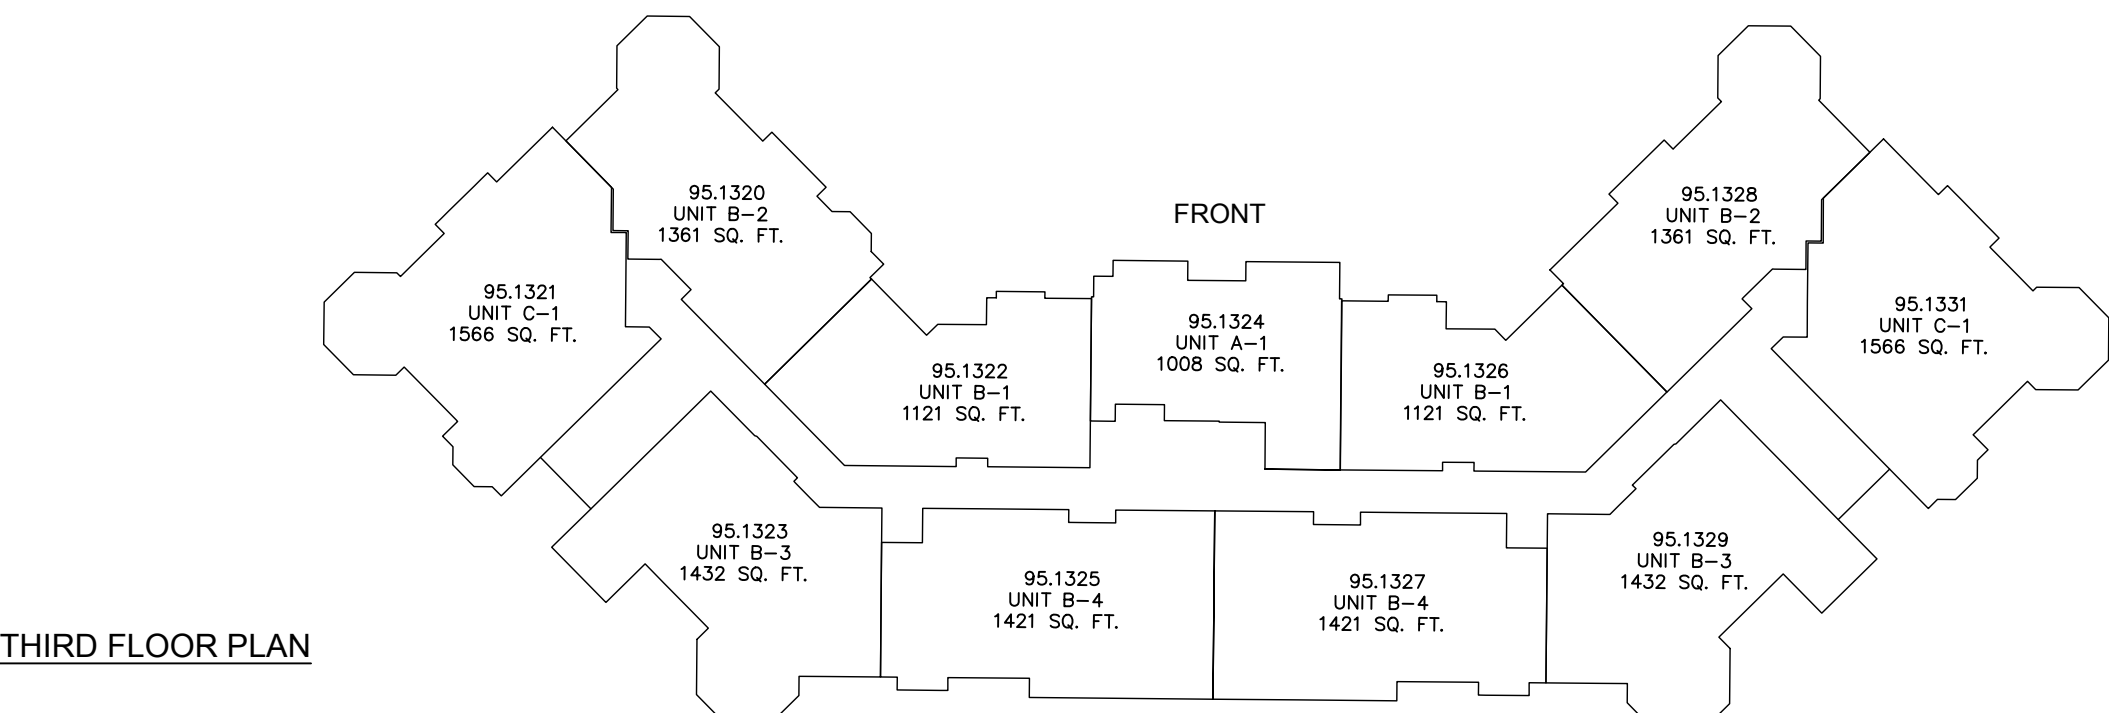 95.1320
UNIT B-2
1361 SQ. FT.
95.1328
UNIT B-2
1361 SQ. FT.
FRONT
95.1321
UNIT C-1
1566 SQ. FT.
95.1331
UNIT C-1
1566 SQ. FT.
95.1324
UNIT A-1
1008 SQ. FT.
95.1322
UNIT B-1
1121 SQ. FT.
95.1326
UNIT B-1
1121 SQ. FT.
95.1323
UNIT B-3
1432 SQ. FT.
95.1329
UNIT B-3
1432 SQ. FT.
95.1325
UNIT B-4
1421 SQ. FT.
95.1327
UNIT B-4
1421 SQ. FT.
THIRD FLOOR PLAN